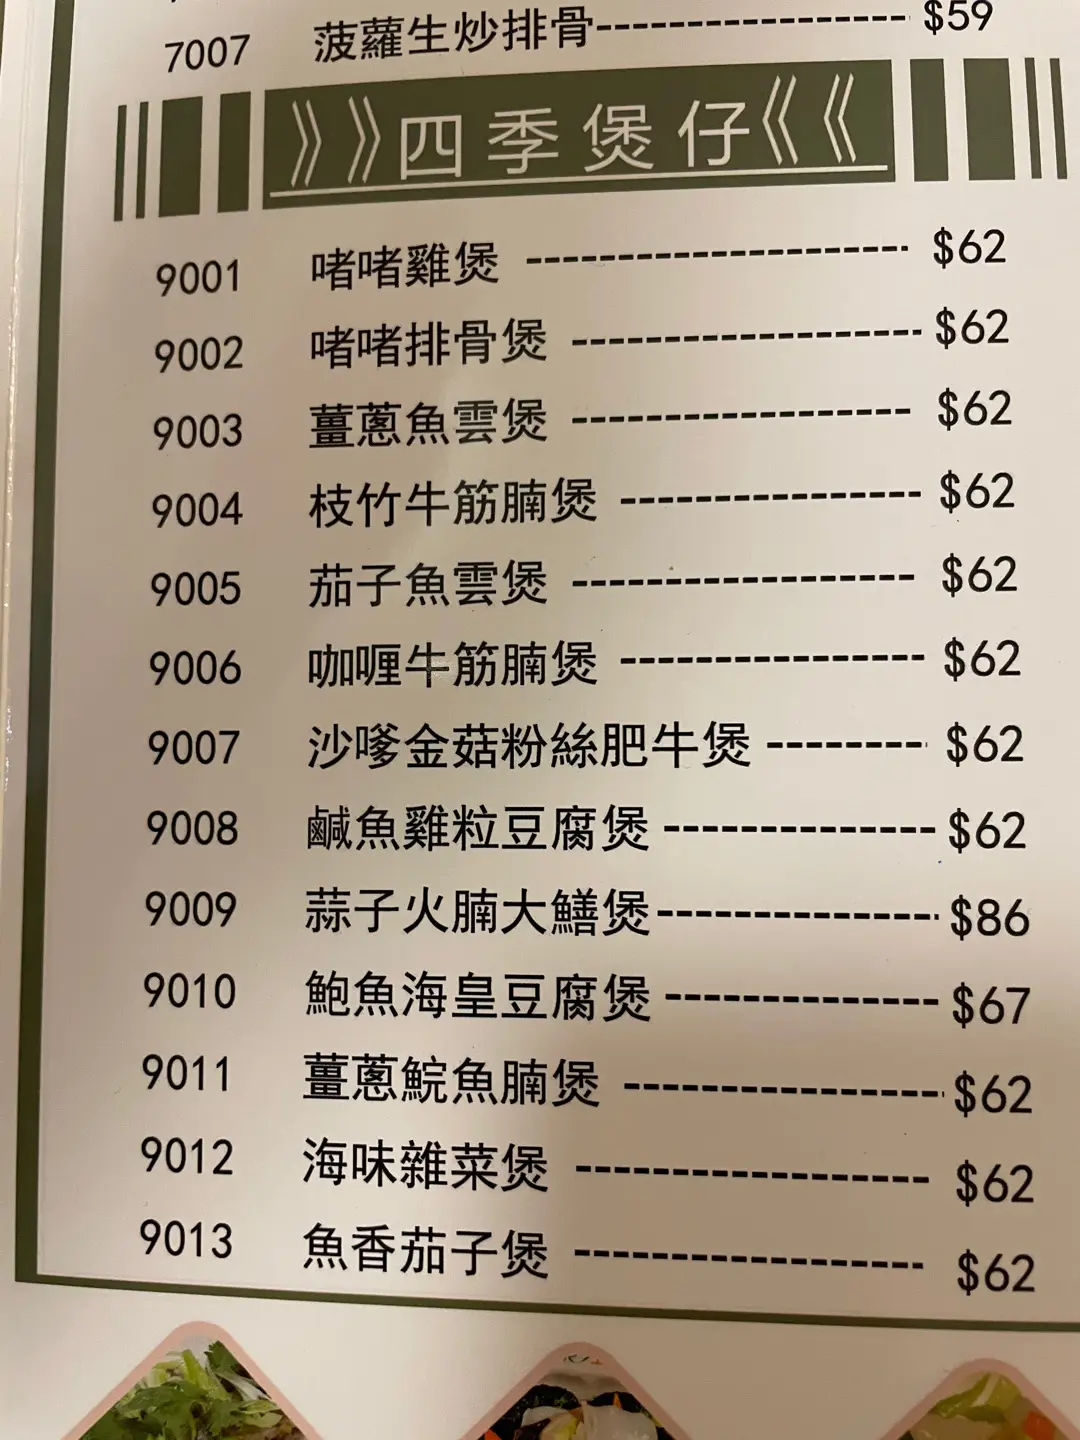 7007 菠蘿生炒排骨------------------- $59
》》四季煲仔《《
9001 啫啫雞煲 ----------------------- $62
9002 啫啫排骨煲 --------------------- $62
9003 薑蔥魚雲煲 -------------------- $62
9004 枝竹牛筋腩煲 ------------------ $62
9005 茄子魚雲煲 -------------------- $62
9006 咖喱牛筋腩煲 ------------------ $62
9007 沙嗲金菇粉絲肥牛煲 ---------- $62
9008 鹹魚雞粒豆腐煲 --------------- $62
9009 蒜子火腩大鱔煲---------------- $86
9010 鮑魚海皇豆腐煲 --------------- $67
9011 薑蔥鯇魚腩煲 ------------------ $62
9012 海味雜菜煲 -------------------- $62
9013 魚香茄子煲 -------------------- $62